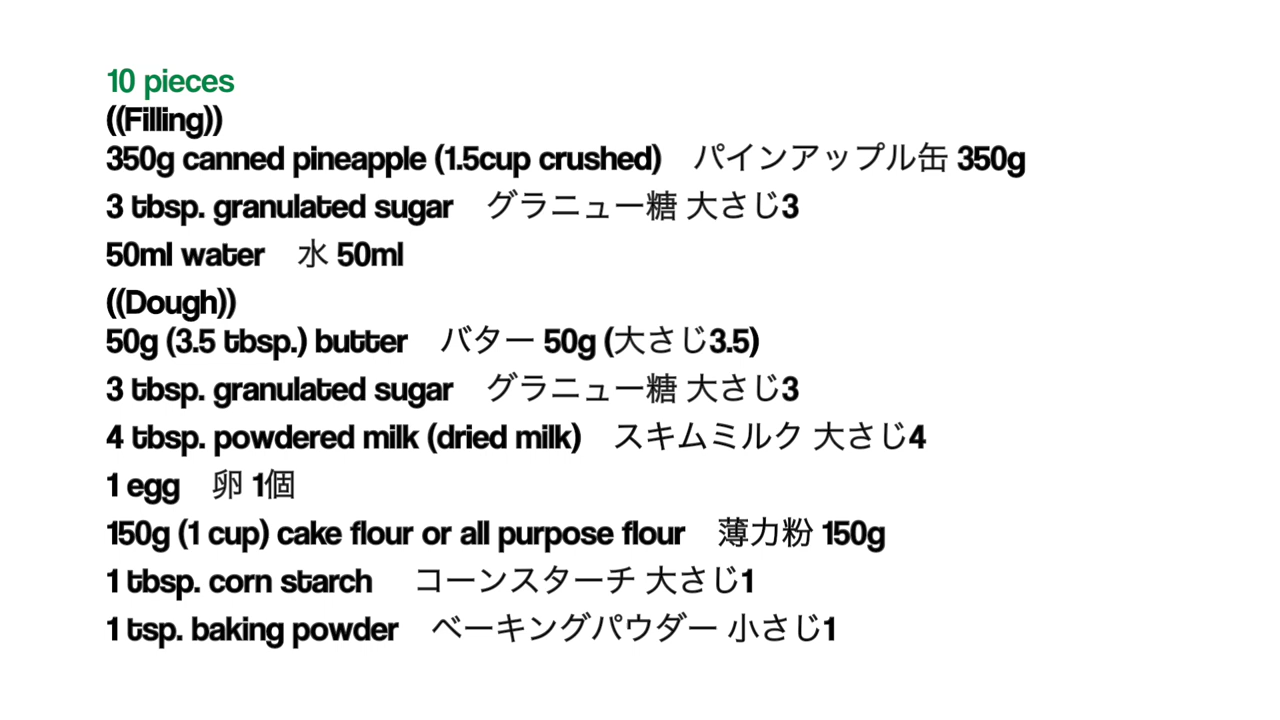 10 pieces
((Filling))
350g canned pineapple (1.5cup crushed)　パインアップル缶 350g
3 tbsp. granulated sugar　グラニュー糖 大さじ3
50ml water　水 50ml
((Dough))
50g (3.5 tbsp.) butter　バター 50g (大さじ3.5)
3 tbsp. granulated sugar　グラニュー糖 大さじ3
4 tbsp. powdered milk (dried milk)　スキムミルク 大さじ4
1 egg　卵 1個
150g (1 cup) cake flour or all purpose flour　薄力粉 150g
1 tbsp. corn starch　 コーンスターチ 大さじ1
1 tsp. baking powder　ベーキングパウダー 小さじ1